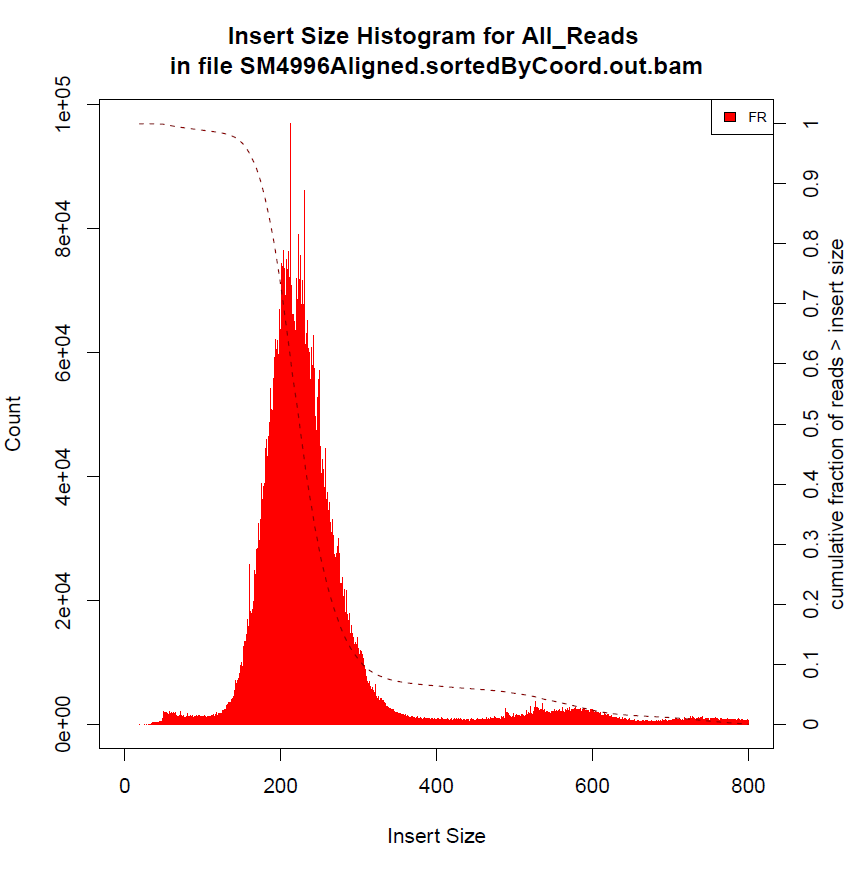 Insert Size Histogram for All_Reads
in file SM4996Aligned.sortedByCoord.out.bam
FR
Count
0e+00 2e+04 4e+04 6e+04 8e+04 1e+05
0 0.1 0.2 0.3 0.4 0.5 0.6 0.7 0.8 0.9 1
cumulative fraction of reads > insert size
0 200 400 600 800
Insert Size